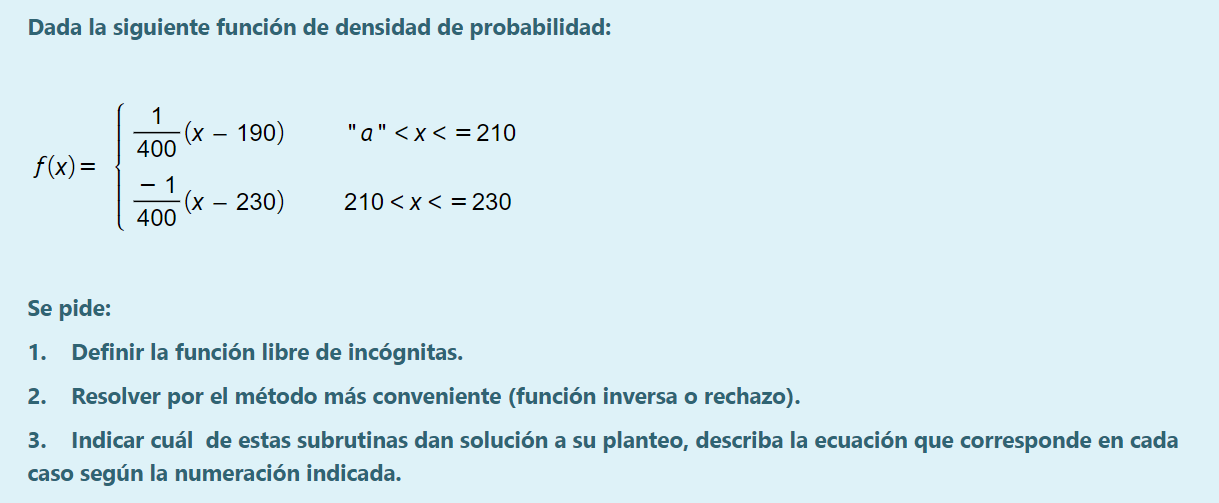 Dada la siguiente función de densidad de probabilidad:
f(x)= { 1/400 (x − 190) "a" < x < = 210
− 1/400 (x − 230) 210 < x < = 230
Se pide:
1. Definir la función libre de incógnitas.
2. Resolver por el método más conveniente (función inversa o rechazo).
3. Indicar cuál de estas subrutinas dan solución a su planteo, describa la ecuación que corresponde en cada
caso según la numeración indicada.